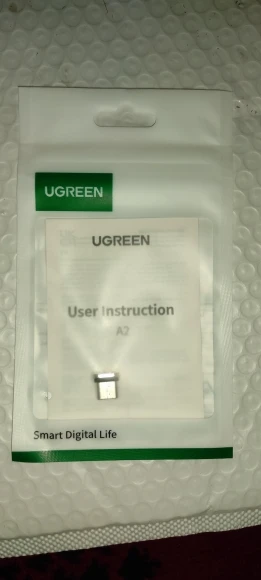 UGREEN
UGREEN
User Instruction
A2
Smart Digital Life